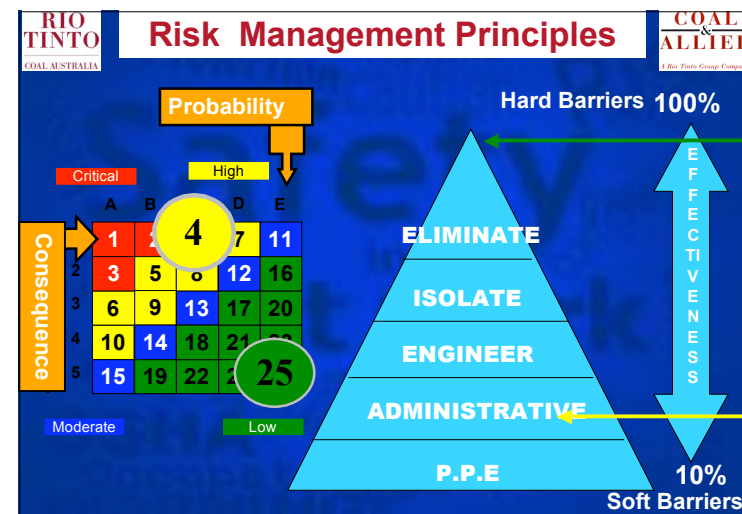 RIO
TINTO
COAL AUSTRALIA
Risk Management Principles
COAL
&
ALLIE
A Rio Tinto Group Comp
Probability
Hard Barriers 100%
Critical
High
A B D E
Consequence
1 4 7 11
2 3 5 8 12 16
3 6 9 13 17 20
4 10 14 18 21
5 15 19 22 25
Moderate
Low
ELIMINATE
ISOLATE
ENGINEER
ADMINISTRATIVE
P.P.E
EFFECTIVENESS
10%
Soft Barriers